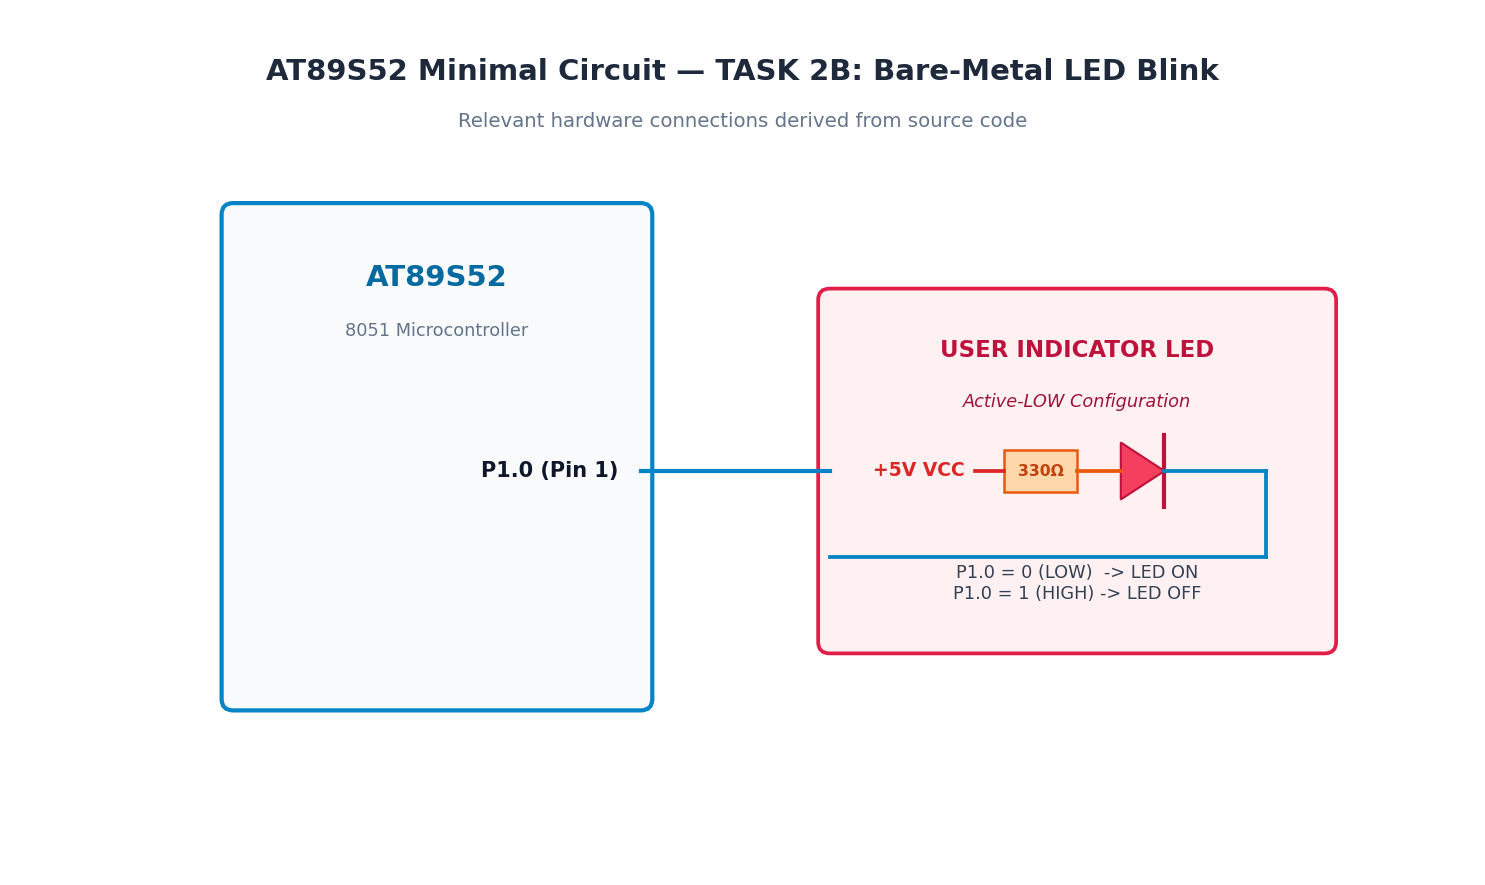 AT89S52 Minimal Circuit — TASK 2B: Bare-Metal LED Blink
Relevant hardware connections derived from source code
AT89S52
8051 Microcontroller
P1.0 (Pin 1)
USER INDICATOR LED
Active-LOW Configuration
+5V VCC
330Ω
P1.0 = 0 (LOW)  -> LED ON
P1.0 = 1 (HIGH) -> LED OFF